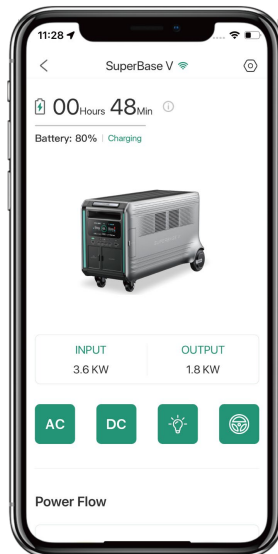 11:28
SuperBase V
00Hours 48Min
Battery: 80% | Charging
INPUT OUTPUT
3.6 KW 1.8 KW
AC DC
Power Flow